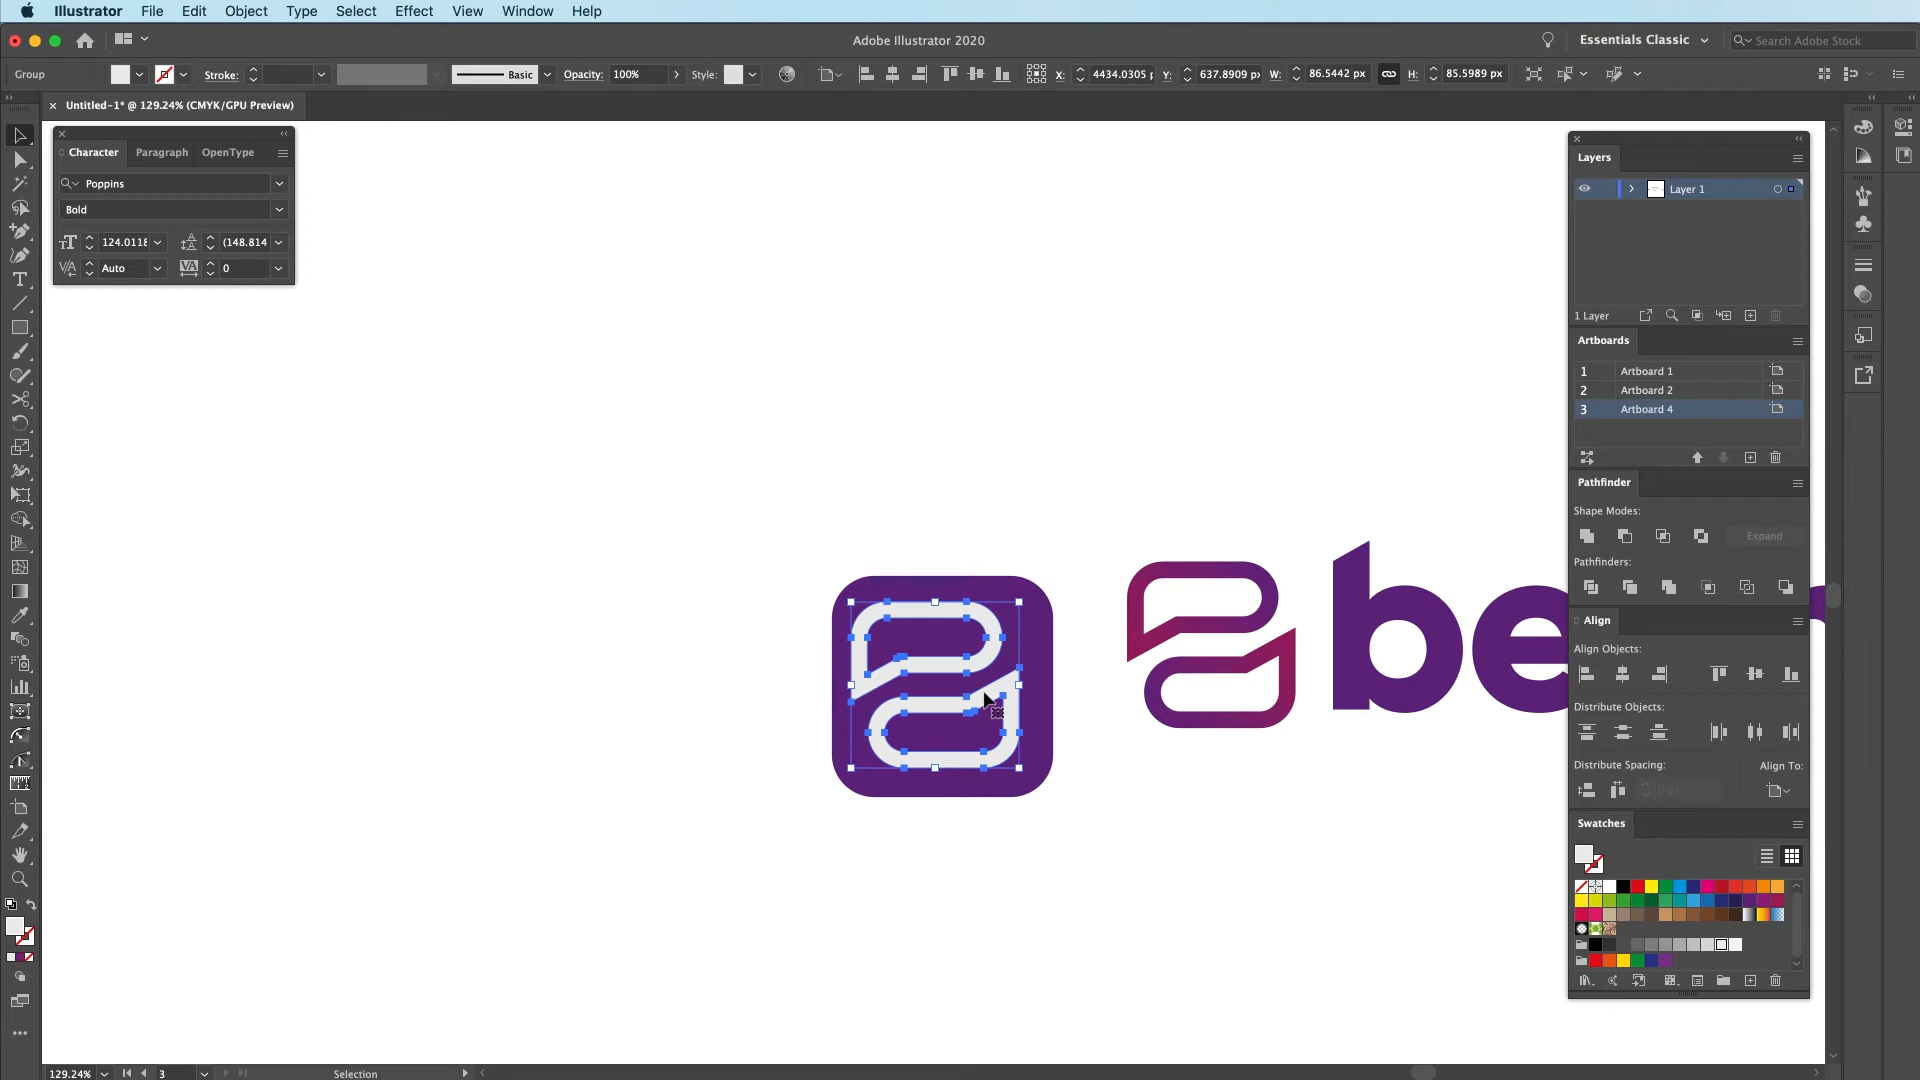 Illustrator File Edit Object Type Select Effect View Window Help
Adobe Illustrator 2020
Essentials Classic
Search Adobe Stock
Group
Stroke:
Basic
Opacity: 100%
Style:
X: 4434.0305 p
Y: 637.8909 px
W: 86.5442 px
H: 85.5989 px
× Untitled-1* @ 129.24% (CMYK/GPU Preview)
Character Paragraph OpenType
Poppins
Bold
124.0118
(148.814
Auto
0
be
Layers
Layer 1
1 Layer
Artboards
1 Artboard 1
2 Artboard 2
3 Artboard 4
Pathfinder
Shape Modes:
Expand
Pathfinders:
Align
Align Objects:
Distribute Objects:
Distribute Spacing:
Align To:
0 px
Swatches
129.24%
3
Selection